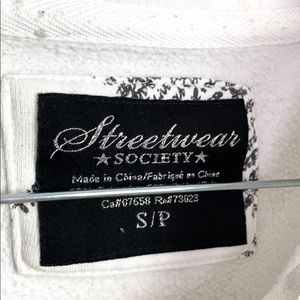 Streetwear
★SOCIETY★
Made in China/Fabriqué en Chine
Ca#07658 Rn#73623
S/P